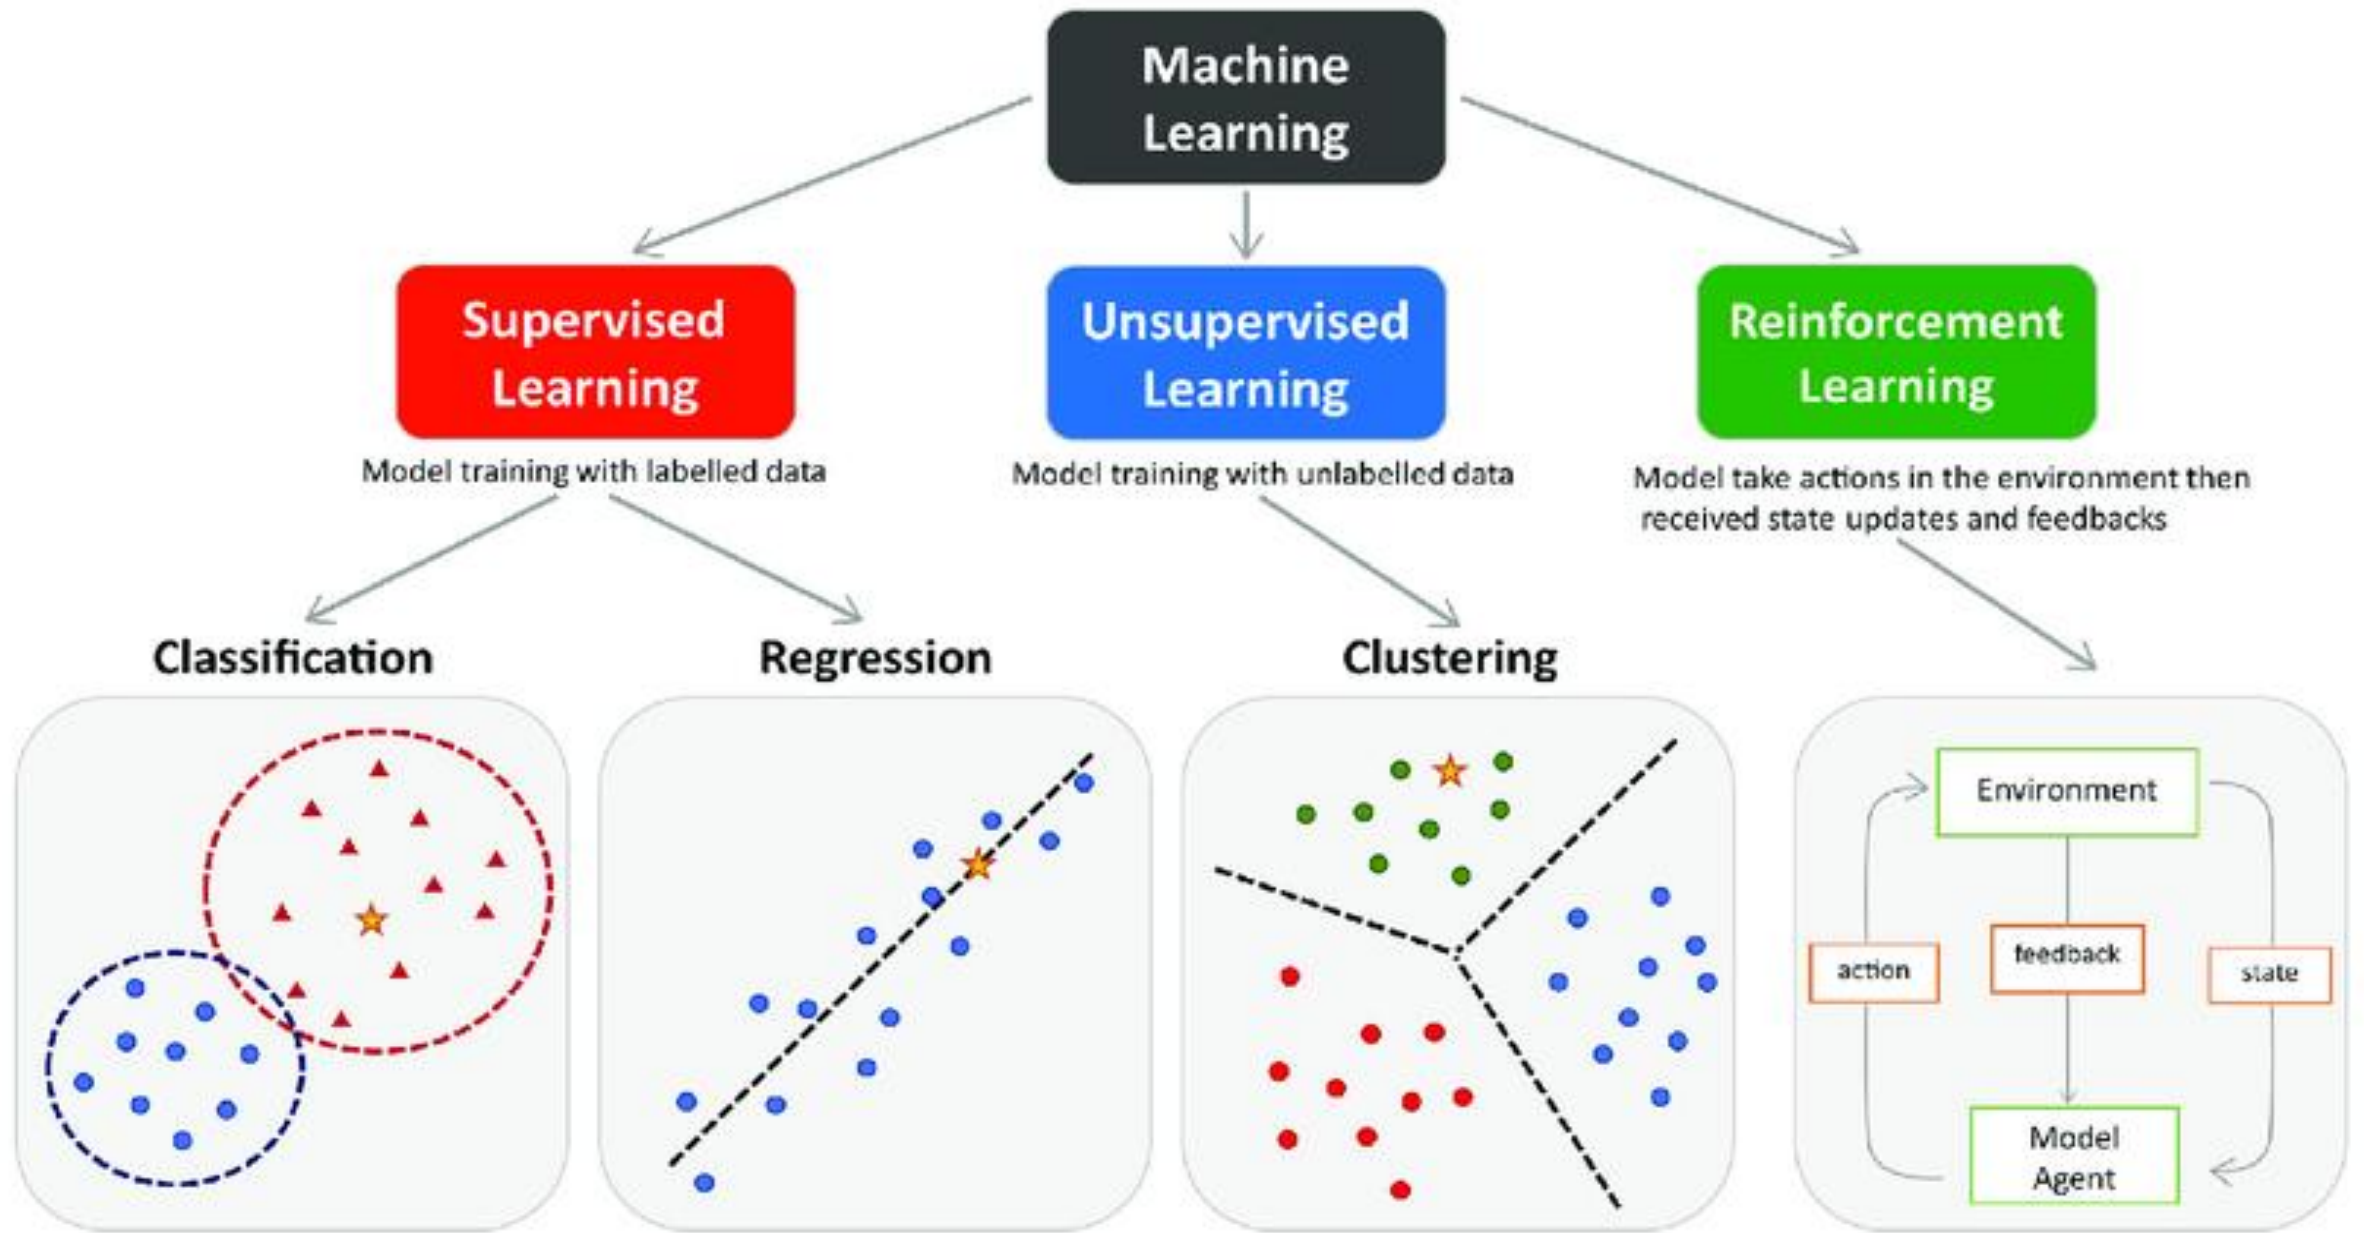 Machine
Learning
Supervised
Learning
Unsupervised
Learning
Reinforcement
Learning
Model training with labelled data
Model training with unlabelled data
Model take actions in the environment then
received state updates and feedbacks
Classification
Regression
Clustering
Environment
action
feedback
state
Model
Agent